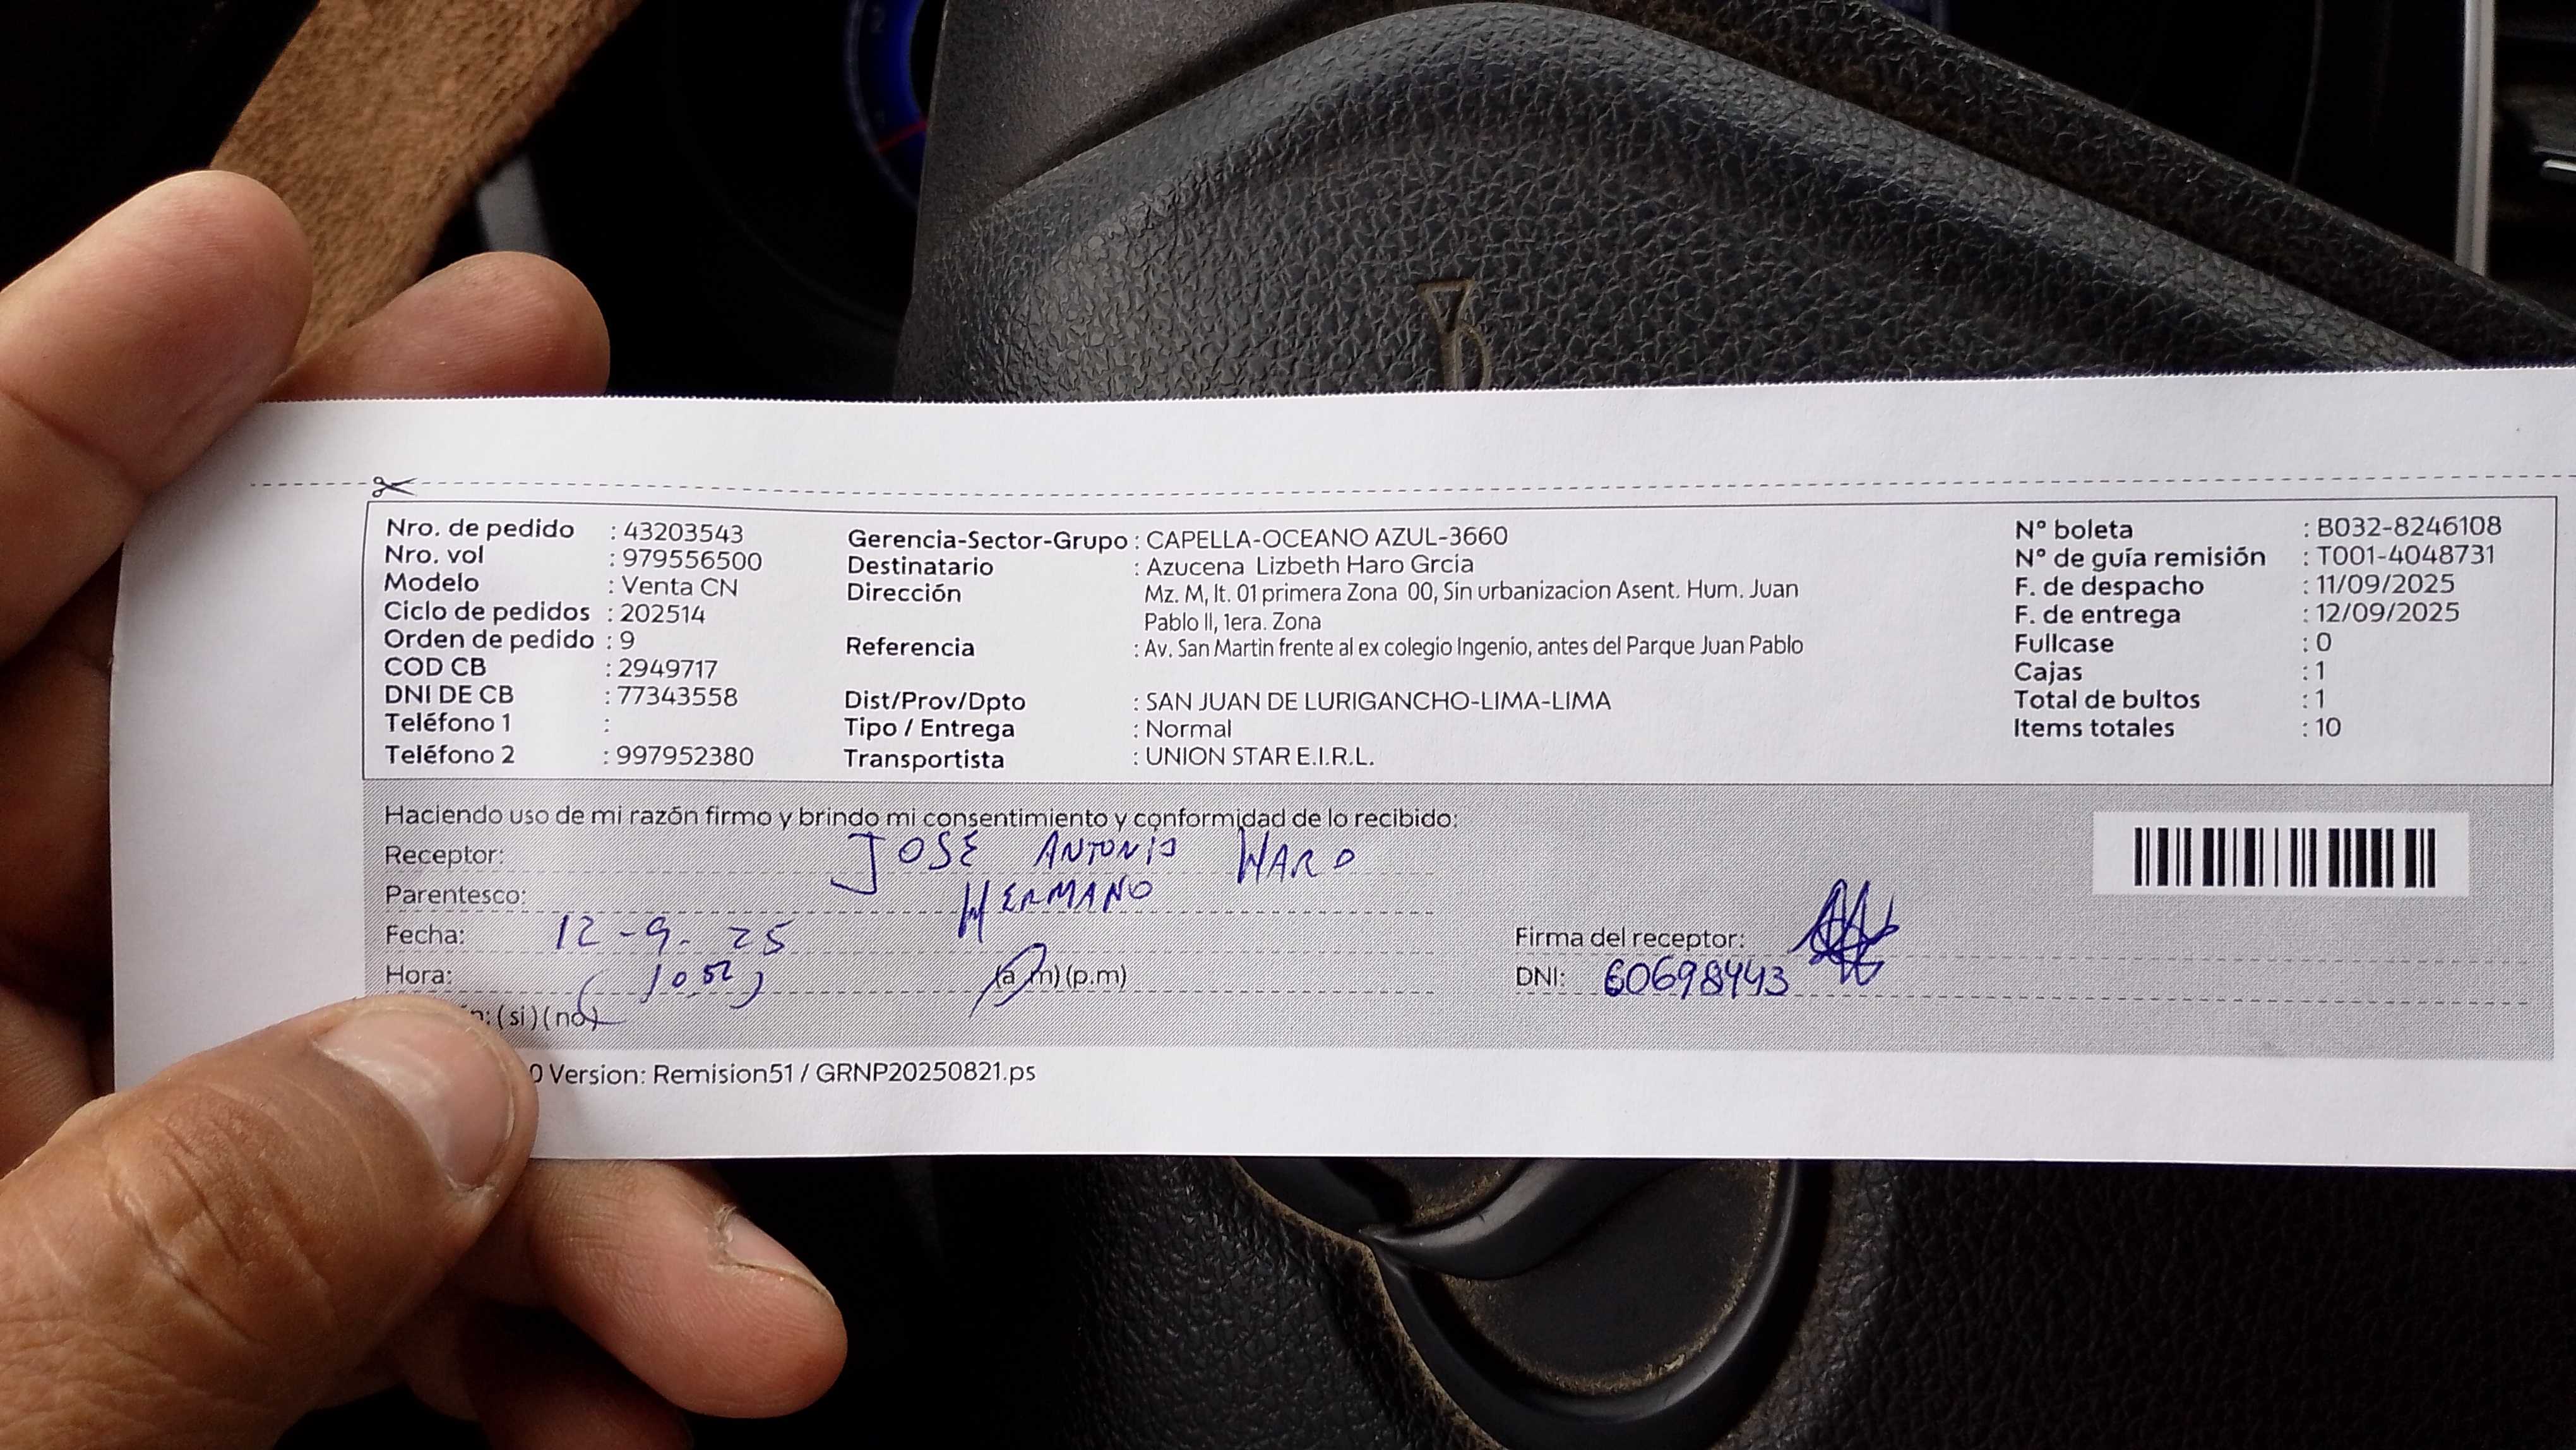 Nro. de pedido : 43203543
Nro. vol : 979556500
Modelo : Venta CN
Ciclo de pedidos : 202514
Orden de pedido : 9
COD CB : 2949717
DNI DE CB : 77343558
Teléfono 1 :
Teléfono 2 : 997952380
Gerencia-Sector-Grupo : CAPELLA-OCEANO AZUL-3660
Destinatario : Azucena Lizbeth Haro Grcia
Dirección Mz. M, lt. 01 primera Zona 00, Sin urbanizacion Asent. Hum. Juan
Pablo II, 1era. Zona
Referencia : Av. San Martin frente al ex colegio Ingenio, antes del Parque Juan Pablo
Dist/Prov/Dpto : SAN JUAN DE LURIGANCHO-LIMA-LIMA
Tipo / Entrega : Normal
Transportista : UNION STAR E.I.R.L.
N° boleta : B032-8246108
N° de guía remisión : T001-4048731
F. de despacho : 11/09/2025
F. de entrega : 12/09/2025
Fullcase : 0
Cajas : 1
Total de bultos : 1
Items totales : 10
Haciendo uso de mi razón firmo y brindo mi consentimiento y conformidad de lo recibido:
Receptor: JOSE ANTONIO HARO
Parentesco: HERMANO
Fecha: 12-9-25
Hora: (10 52) (a.m) (p.m)
(si) (no)
Firma del receptor:
DNI: 60698443
0 Version: Remision51 / GRNP20250821.ps